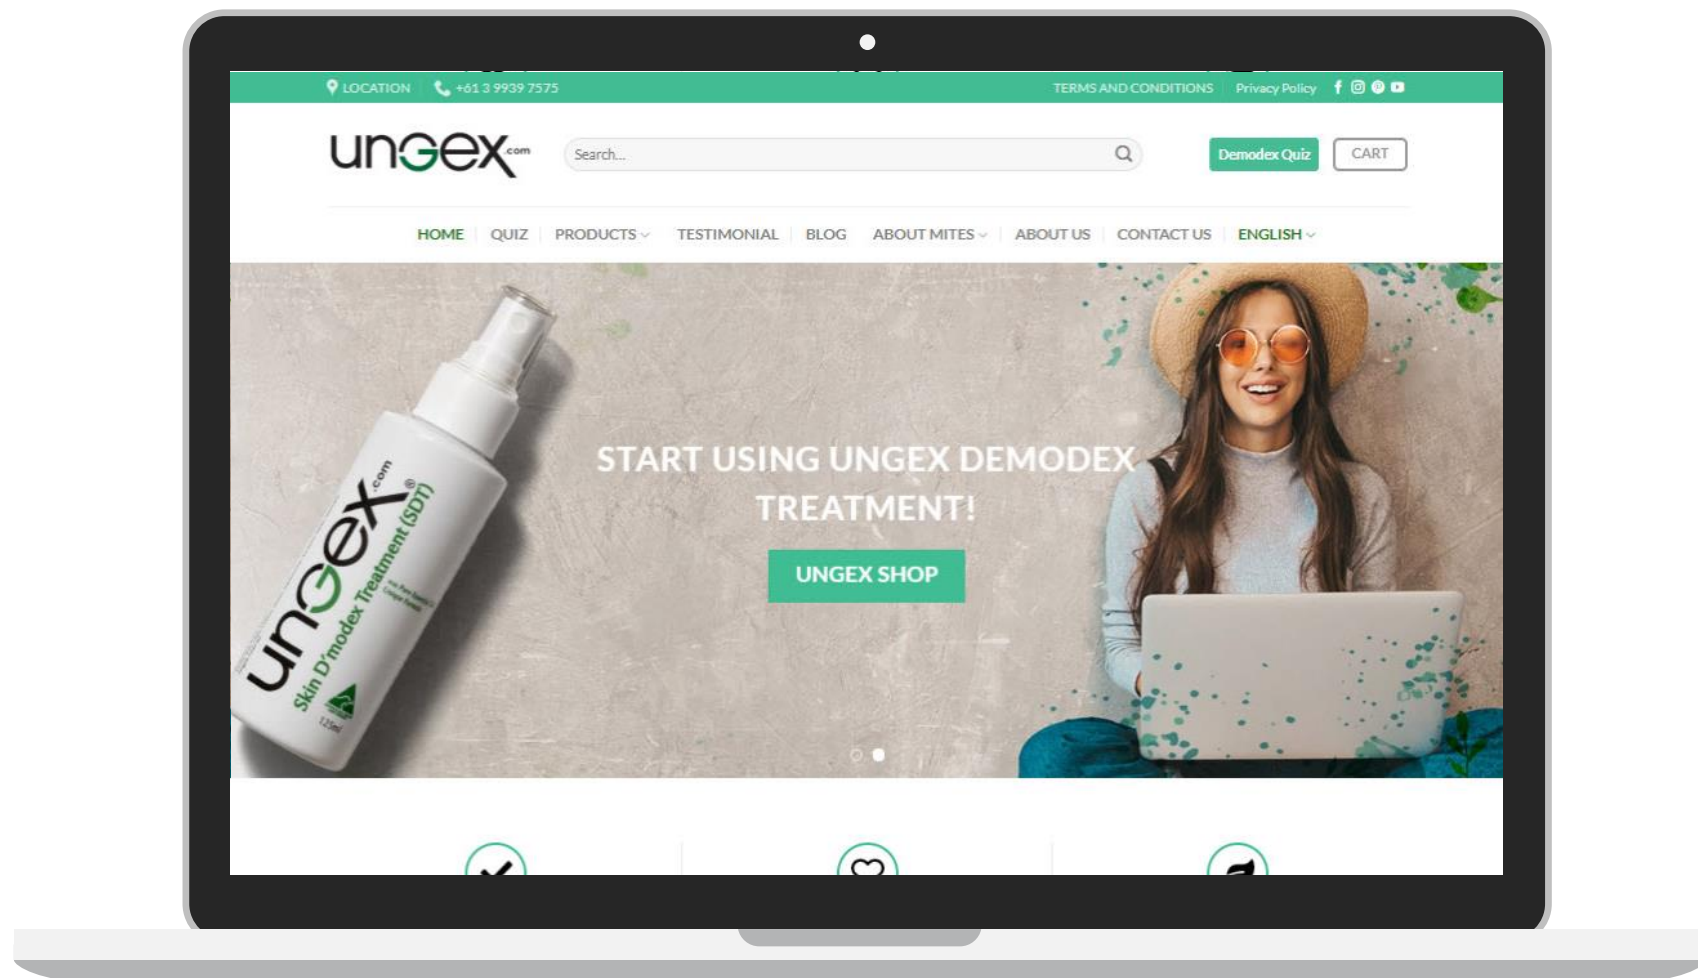 LOCATION +61 3 9939 7575 TERMS AND CONDITIONS Privacy Policy
ungex.com Search... Demodex Quiz CART
HOME QUIZ PRODUCTS TESTIMONIAL BLOG ABOUT MITES ABOUT US CONTACT US ENGLISH
START USING UNGEX DEMODEX
TREATMENT!
UNGEX SHOP
ungex.com®
Skin D'modex Treatment (SDT)
125ml